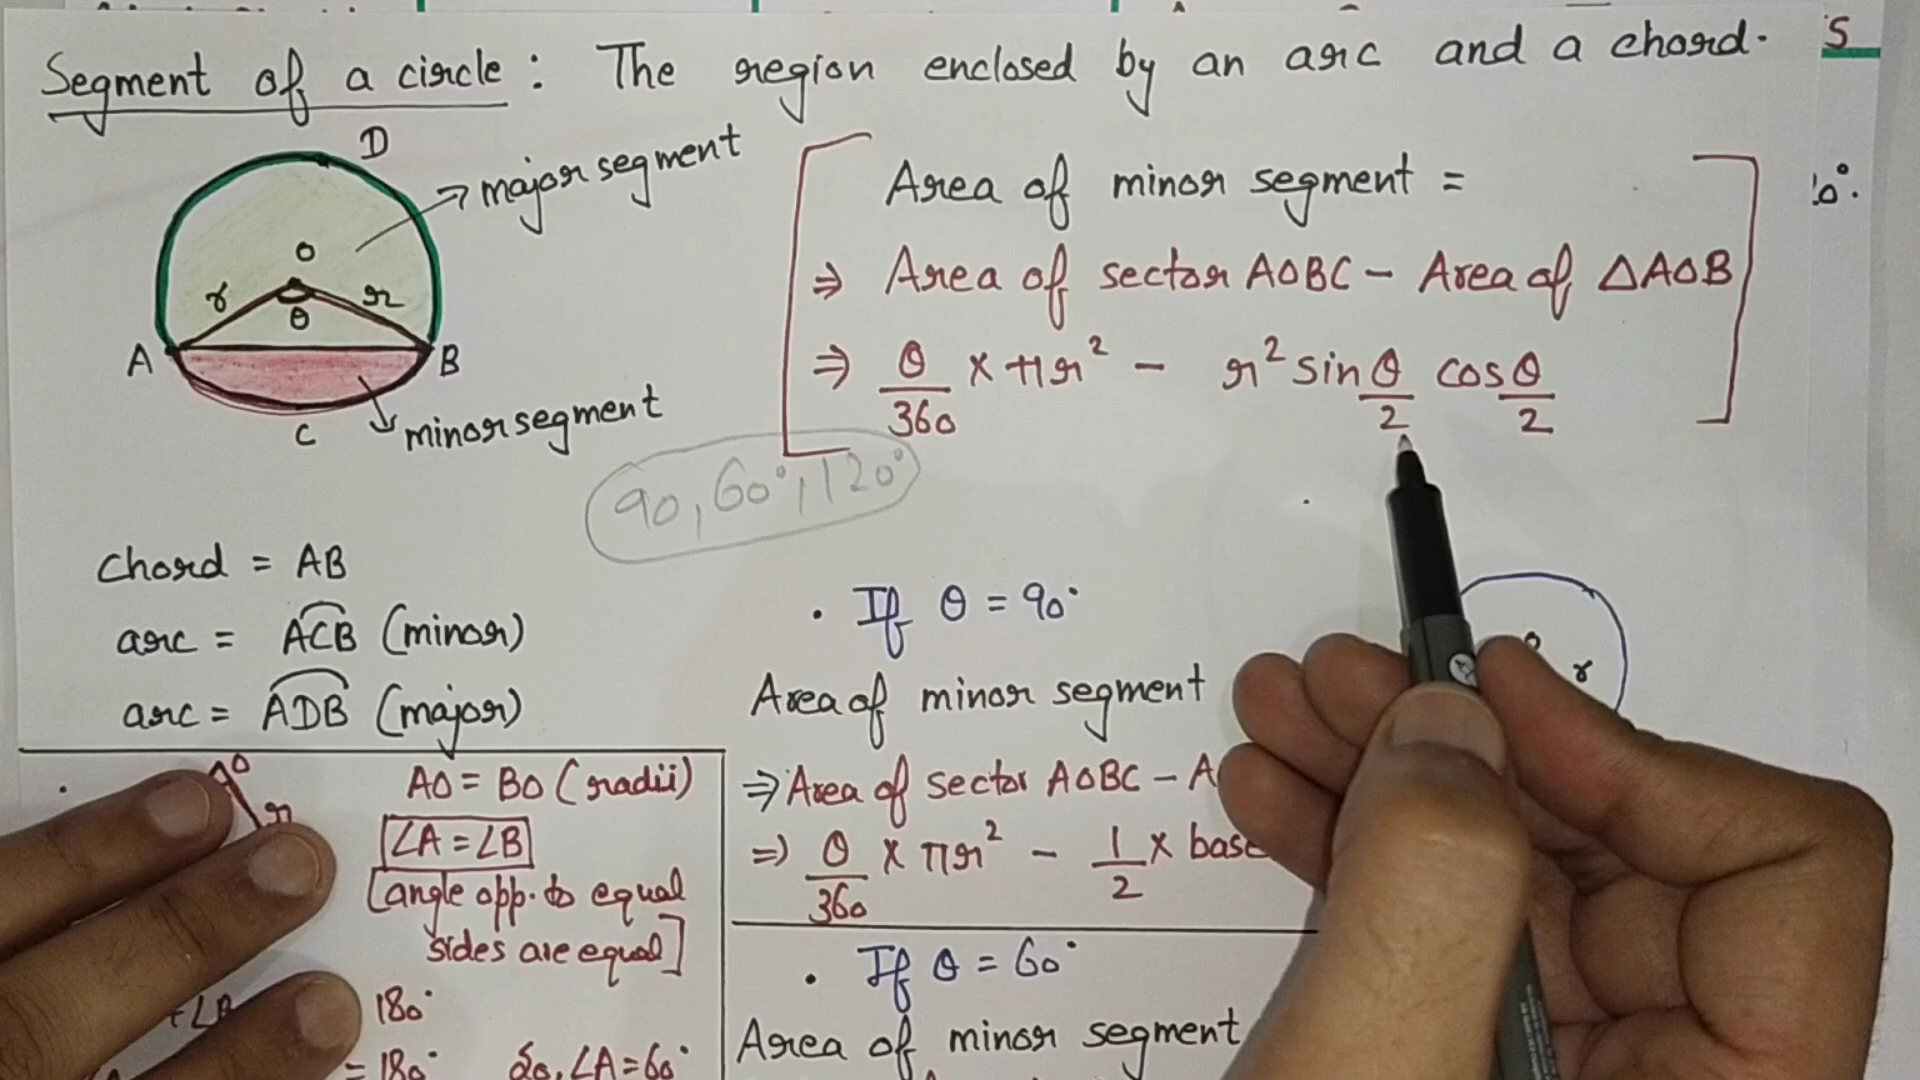 Segment of a circle : The region enclosed by an arc and a chord.
S
D
major segment
O
r
r
θ
A
B
C
minor segment
Area of minor segment =
⇒ Area of sector AOBC - Area of △AOB
⇒ θ/360 × πr² - r² sin θ/2 cos θ/2
90, 60°, 120°
chord = AB
arc = ACB (minor)
arc = ADB (major)
O
r
AO = BO (radii)
∠A = ∠B
[angle opp. to equal
sides are equal]
+∠B
180°
= 180° So, ∠A = 60°
• If θ = 90°
Area of minor segment
⇒ Area of sector AOBC - A
⇒ θ/360 × πr² - 1/2 × base
r
• If θ = 60°
Area of minor segment